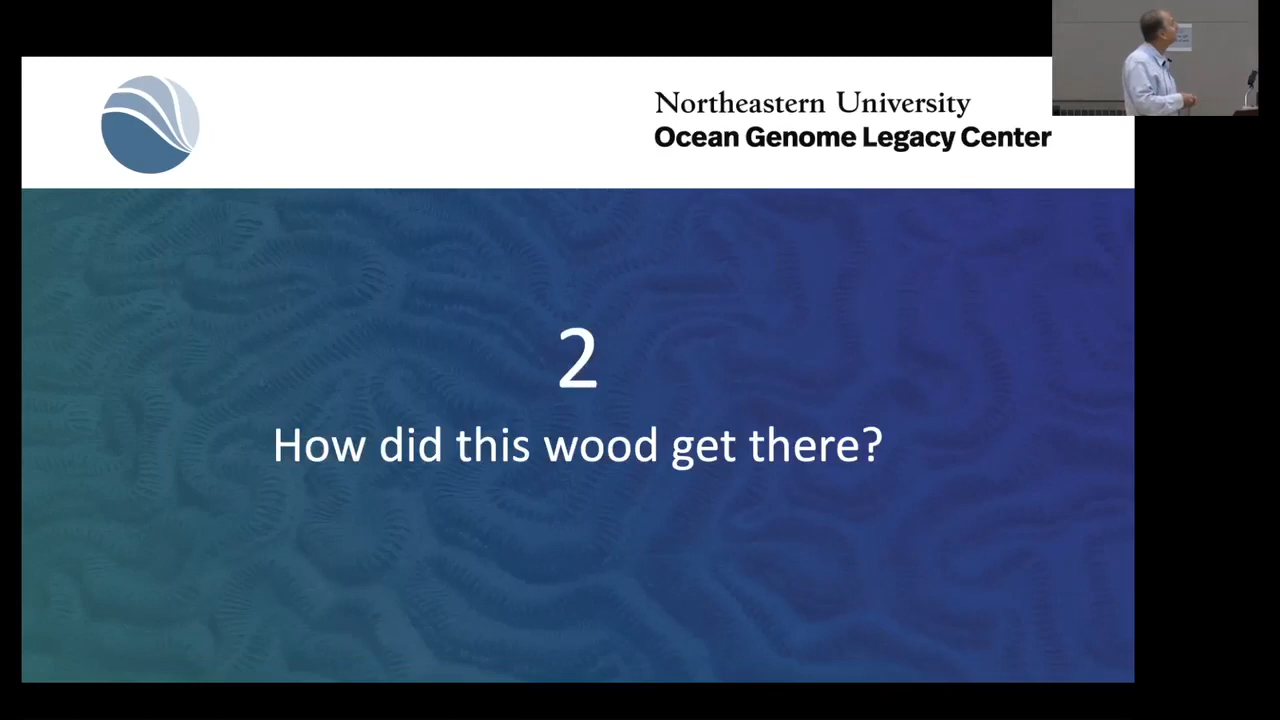 Northeastern University
Ocean Genome Legacy Center
2
How did this wood get there?